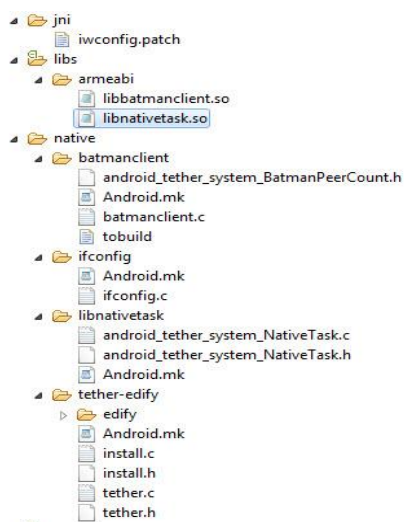 jni
iwconfig.patch
libs
armeabi
libbatmanclient.so
libnativetask.so
native
batmanclient
android_tether_system_BatmanPeerCount.h
Android.mk
batmanclient.c
tobuild
ifconfig
Android.mk
ifconfig.c
libnativetask
android_tether_system_NativeTask.c
android_tether_system_NativeTask.h
Android.mk
tether-edify
edify
Android.mk
install.c
install.h
tether.c
tether.h